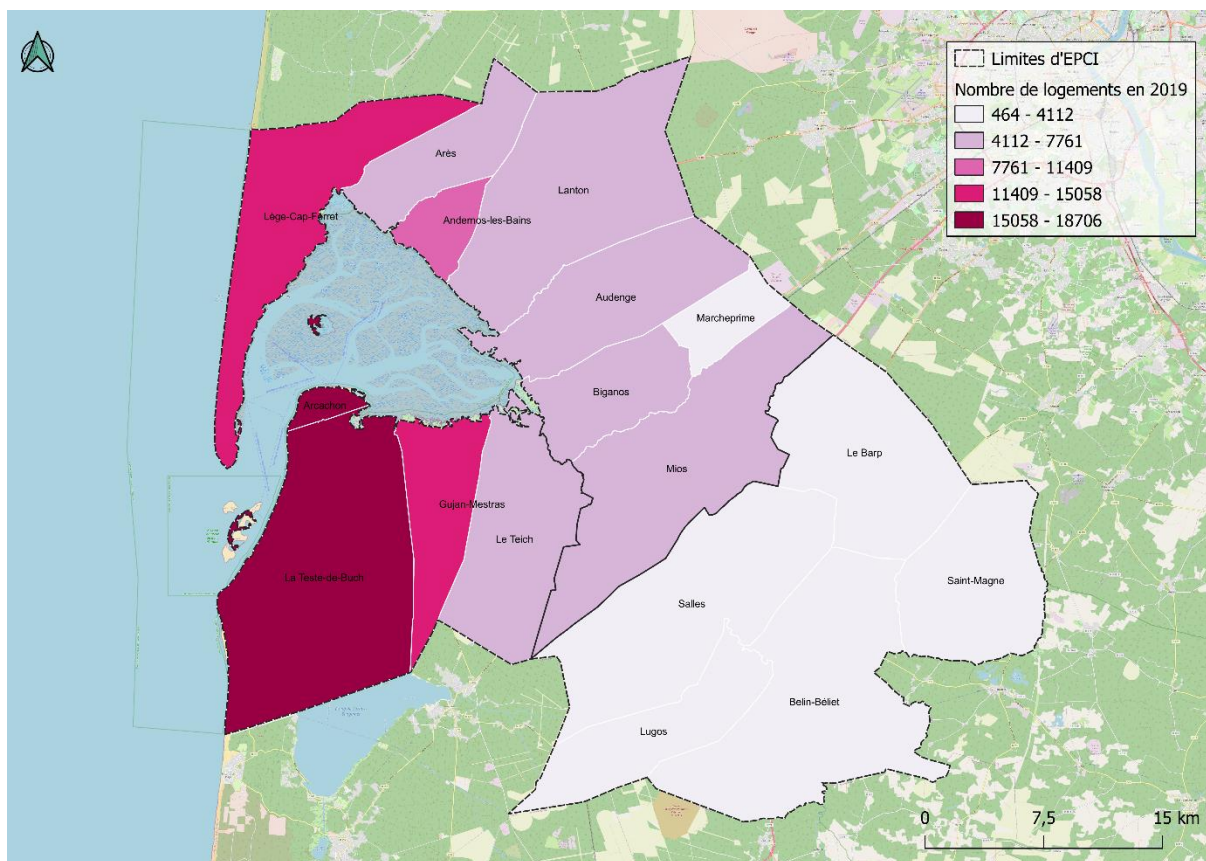 Limites d'EPCI
Nombre de logements en 2019
464 - 4112
4112 - 7761
7761 - 11409
11409 - 15058
15058 - 18706
Arès
Lanton
Lège-Cap-Ferret
Andernos-les-Bains
Audenge
Marcheprime
Biganos
Arcachon
Le Barp
Mios
Gujan-Mestras
Le Teich
La Teste-de-Buch
Saint-Magne
Salles
Belin-Béliet
Lugos
0 7,5 15 km